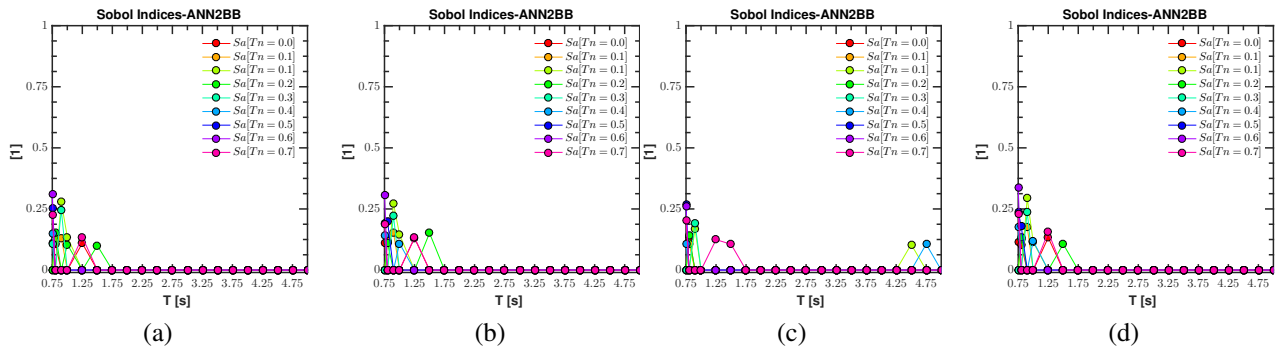 Sobol Indices-ANN2BB
1
0.75
0.5
0.25
0
[1]
Sa[Tn = 0.0]
Sa[Tn = 0.1]
Sa[Tn = 0.1]
Sa[Tn = 0.2]
Sa[Tn = 0.3]
Sa[Tn = 0.4]
Sa[Tn = 0.5]
Sa[Tn = 0.6]
Sa[Tn = 0.7]
0.75 1.25 1.75 2.25 2.75 3.25 3.75 4.25 4.75
T [s]
(a)
Sobol Indices-ANN2BB
1
0.75
0.5
0.25
0
[1]
Sa[Tn = 0.0]
Sa[Tn = 0.1]
Sa[Tn = 0.1]
Sa[Tn = 0.2]
Sa[Tn = 0.3]
Sa[Tn = 0.4]
Sa[Tn = 0.5]
Sa[Tn = 0.6]
Sa[Tn = 0.7]
0.75 1.25 1.75 2.25 2.75 3.25 3.75 4.25 4.75
T [s]
(b)
Sobol Indices-ANN2BB
1
0.75
0.5
0.25
0
[1]
Sa[Tn = 0.0]
Sa[Tn = 0.1]
Sa[Tn = 0.1]
Sa[Tn = 0.2]
Sa[Tn = 0.3]
Sa[Tn = 0.4]
Sa[Tn = 0.5]
Sa[Tn = 0.6]
Sa[Tn = 0.7]
0.75 1.25 1.75 2.25 2.75 3.25 3.75 4.25 4.75
T [s]
(c)
Sobol Indices-ANN2BB
1
0.75
0.5
0.25
0
[1]
Sa[Tn = 0.0]
Sa[Tn = 0.1]
Sa[Tn = 0.1]
Sa[Tn = 0.2]
Sa[Tn = 0.3]
Sa[Tn = 0.4]
Sa[Tn = 0.5]
Sa[Tn = 0.6]
Sa[Tn = 0.7]
0.75 1.25 1.75 2.25 2.75 3.25 3.75 4.25 4.75
T [s]
(d)